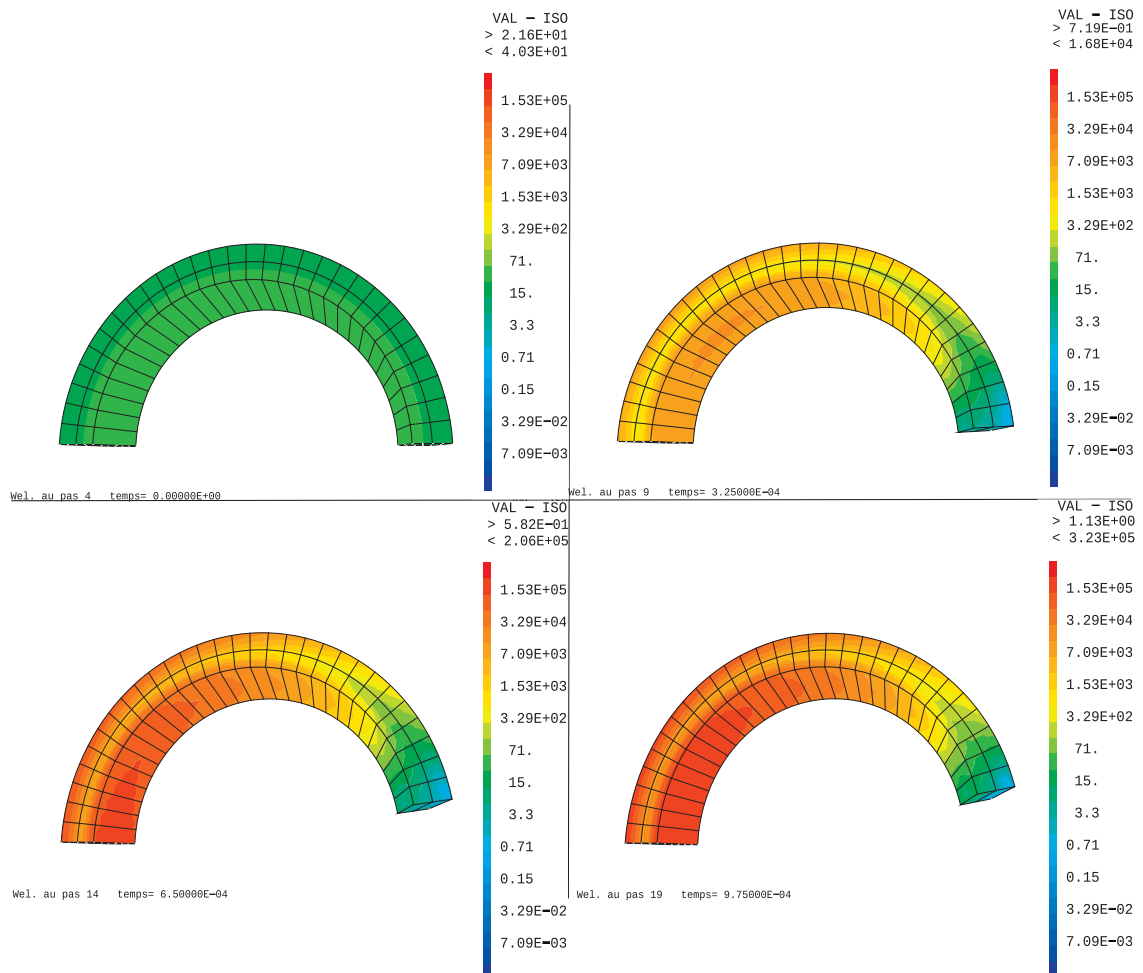 VAL - ISO
> 2.16E+01
< 4.03E+01
1.53E+05
3.29E+04
7.09E+03
1.53E+03
3.29E+02
71.
15.
3.3
0.71
0.15
3.29E-02
7.09E-03
Wel. au pas 4 temps= 0.00000E+00
VAL - ISO
> 7.19E-01
< 1.68E+04
1.53E+05
3.29E+04
7.09E+03
1.53E+03
3.29E+02
71.
15.
3.3
0.71
0.15
3.29E-02
7.09E-03
Wel. au pas 9 temps= 3.25000E-04
VAL - ISO
> 5.82E-01
< 2.06E+05
1.53E+05
3.29E+04
7.09E+03
1.53E+03
3.29E+02
71.
15.
3.3
0.71
0.15
3.29E-02
7.09E-03
Wel. au pas 14 temps= 6.50000E-04
VAL - ISO
> 1.13E+00
< 3.23E+05
1.53E+05
3.29E+04
7.09E+03
1.53E+03
3.29E+02
71.
15.
3.3
0.71
0.15
3.29E-02
7.09E-03
Wel. au pas 19 temps= 9.75000E-04